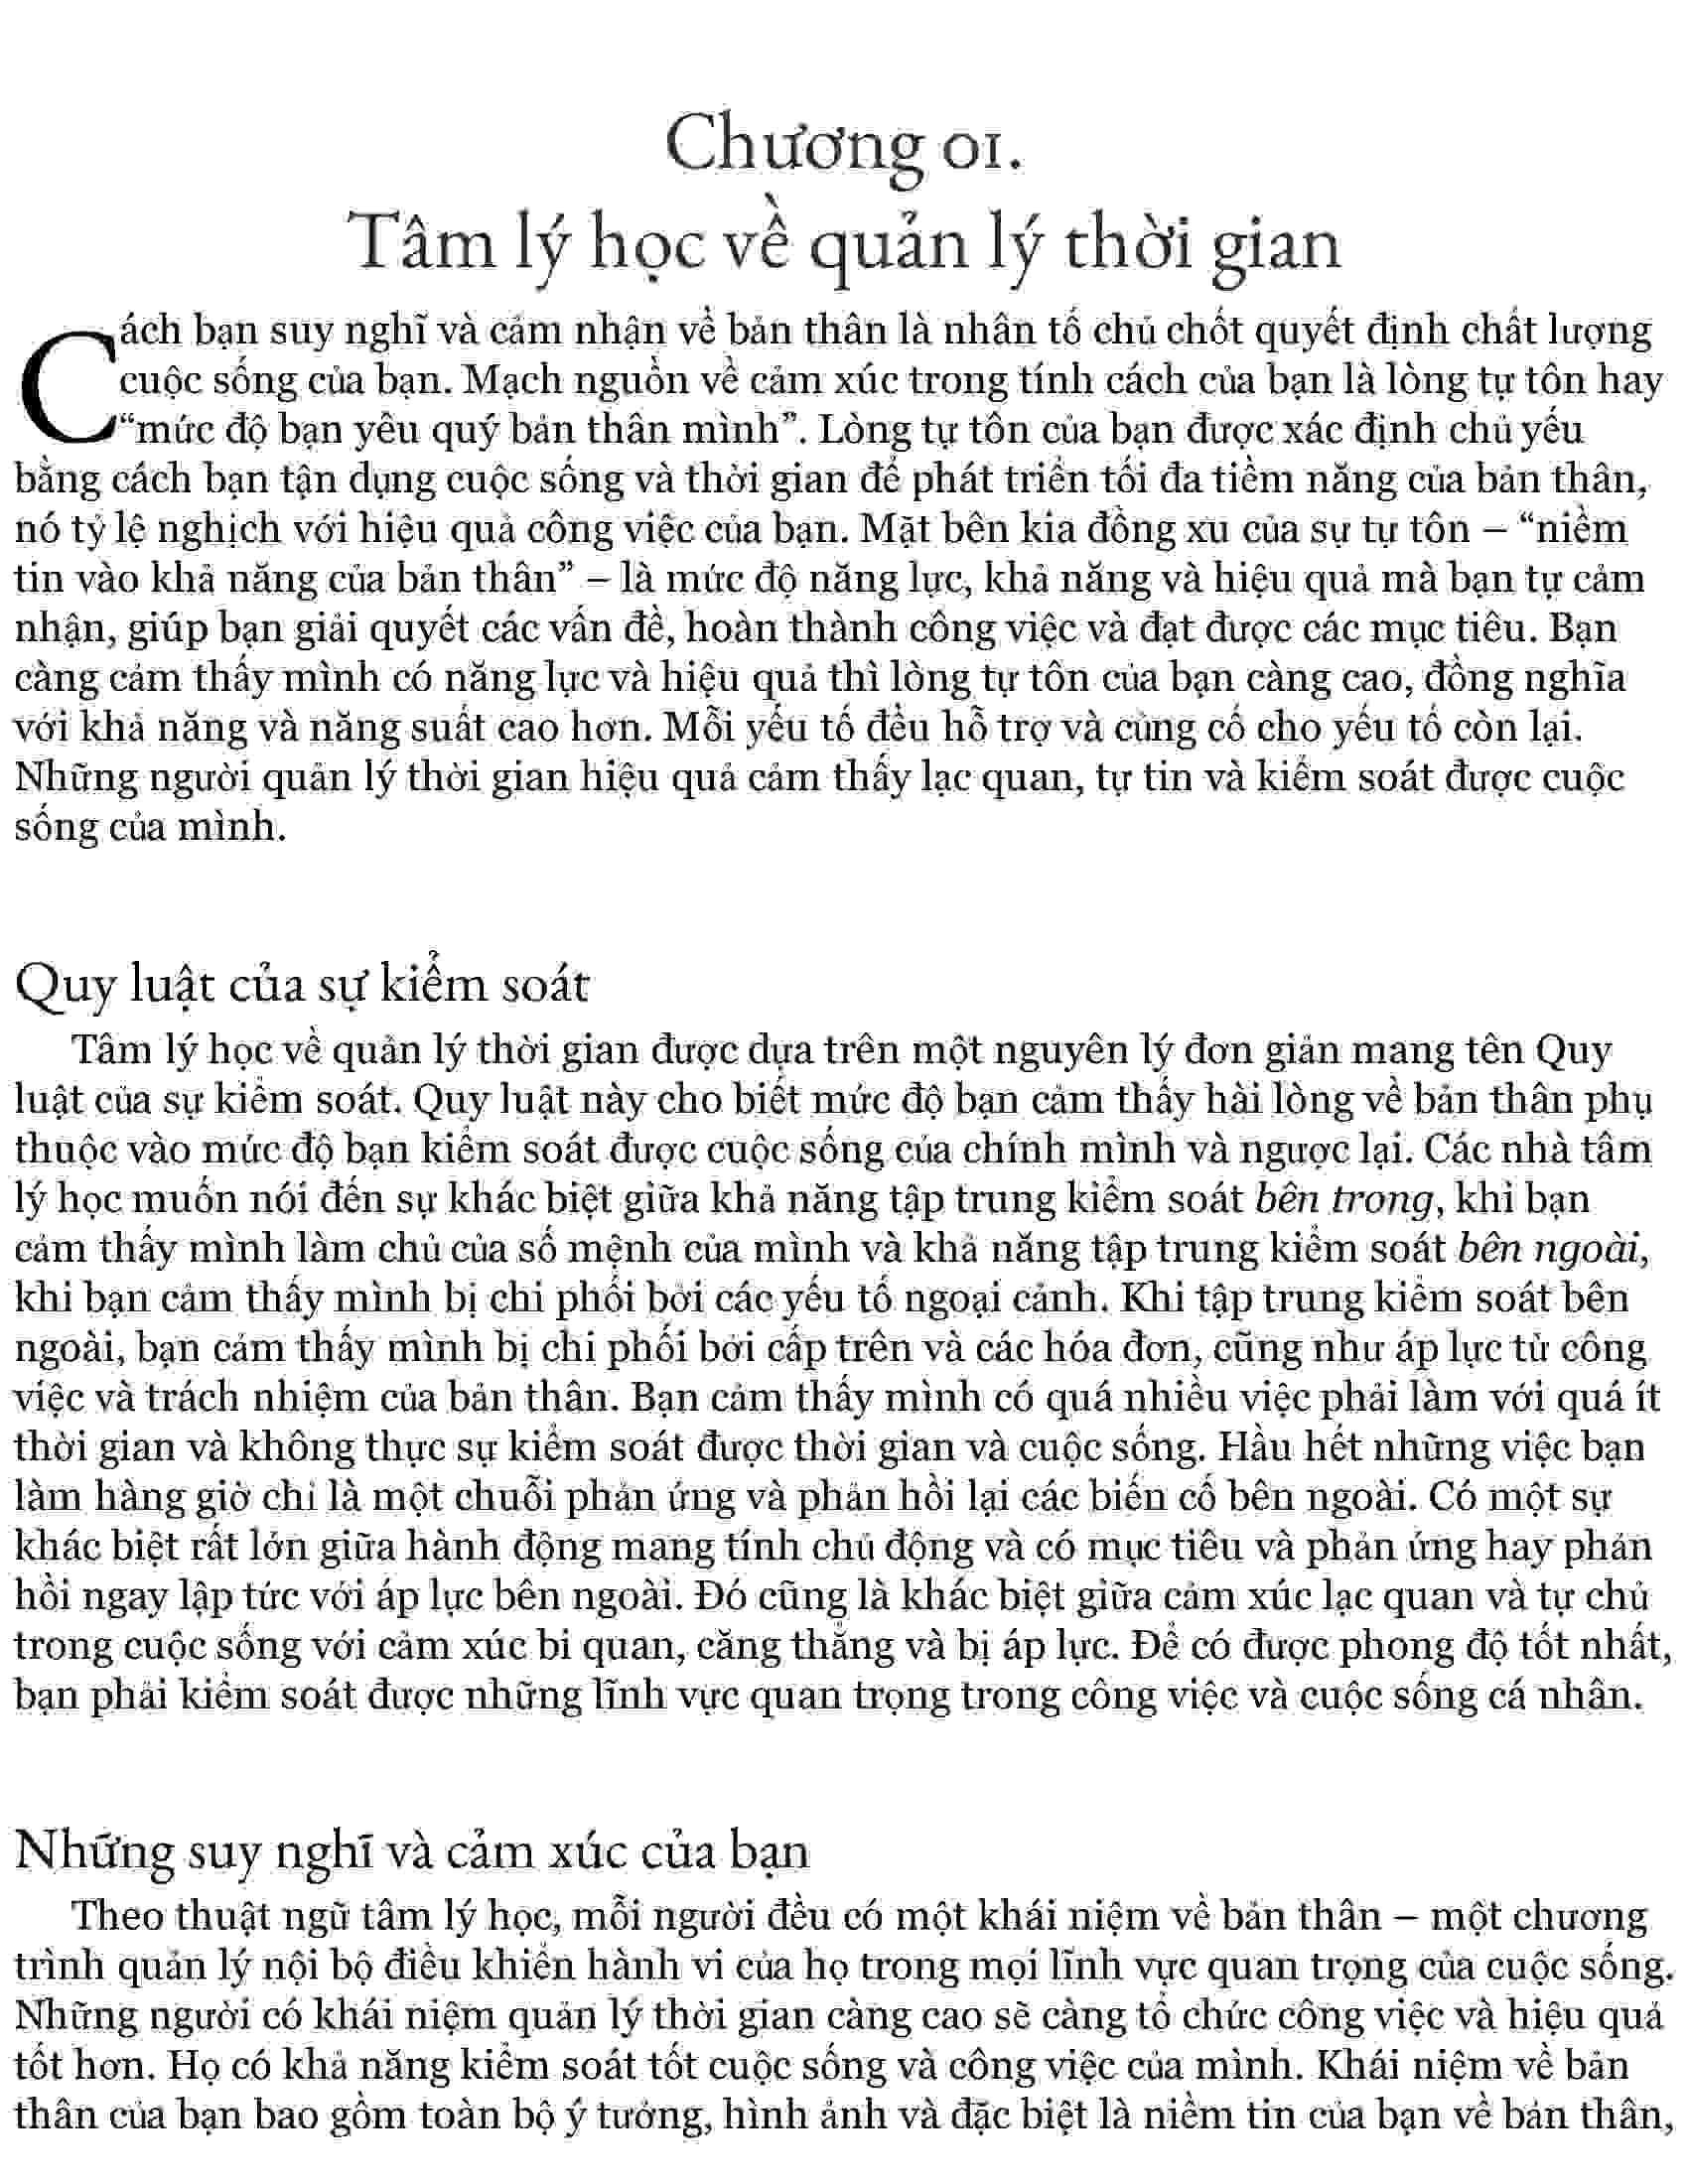 Chương 01.
Tâm lý học về quản lý thời gian
Cách bạn suy nghĩ và cảm nhận về bản thân là nhân tố chủ chốt quyết định chất lượng
cuộc sống của bạn. Mạch nguồn về cảm xúc trong tính cách của bạn là lòng tự tôn hay
“mức độ bạn yêu quý bản thân mình”. Lòng tự tôn của bạn được xác định chủ yếu
bằng cách bạn tận dụng cuộc sống và thời gian để phát triển tối đa tiềm năng của bản thân,
nó tỷ lệ nghịch với hiệu quả công việc của bạn. Mặt bên kia đồng xu của sự tự tôn – “niềm
tin vào khả năng của bản thân” – là mức độ năng lực, khả năng và hiệu quả mà bạn tự cảm
nhận, giúp bạn giải quyết các vấn đề, hoàn thành công việc và đạt được các mục tiêu. Bạn
càng cảm thấy mình có năng lực và hiệu quả thì lòng tự tôn của bạn càng cao, đồng nghĩa
với khả năng và năng suất cao hơn. Mỗi yếu tố đều hỗ trợ và củng cố cho yếu tố còn lại.
Những người quản lý thời gian hiệu quả cảm thấy lạc quan, tự tin và kiểm soát được cuộc
sống của mình.
Quy luật của sự kiểm soát
Tâm lý học về quản lý thời gian được dựa trên một nguyên lý đơn giản mang tên Quy
luật của sự kiểm soát. Quy luật này cho biết mức độ bạn cảm thấy hài lòng về bản thân phụ
thuộc vào mức độ bạn kiểm soát được cuộc sống của chính mình và ngược lại. Các nhà tâm
lý học muốn nói đến sự khác biệt giữa khả năng tập trung kiểm soát bên trong, khi bạn
cảm thấy mình làm chủ của số mệnh của mình và khả năng tập trung kiểm soát bên ngoài,
khi bạn cảm thấy mình bị chi phối bởi các yếu tố ngoại cảnh. Khi tập trung kiểm soát bên
ngoài, bạn cảm thấy mình bị chi phối bởi cấp trên và các hóa đơn, cũng như áp lực từ công
việc và trách nhiệm của bản thân. Bạn cảm thấy mình có quá nhiều việc phải làm với quá ít
thời gian và không thực sự kiểm soát được thời gian và cuộc sống. Hầu hết những việc bạn
làm hàng giờ chỉ là một chuỗi phản ứng và phản hồi lại các biến cố bên ngoài. Có một sự
khác biệt rất lớn giữa hành động mang tính chủ động và có mục tiêu và phản ứng hay phản
hồi ngay lập tức với áp lực bên ngoài. Đó cũng là khác biệt giữa cảm xúc lạc quan và tự chủ
trong cuộc sống với cảm xúc bi quan, căng thẳng và bị áp lực. Để có được phong độ tốt nhất,
bạn phải kiểm soát được những lĩnh vực quan trọng trong công việc và cuộc sống cá nhân.
Những suy nghĩ và cảm xúc của bạn
Theo thuật ngữ tâm lý học, mỗi người đều có một khái niệm về bản thân – một chương
trình quản lý nội bộ điều khiển hành vi của họ trong mọi lĩnh vực quan trọng của cuộc sống.
Những người có khái niệm quản lý thời gian càng cao sẽ càng tổ chức công việc và hiệu quả
tốt hơn. Họ có khả năng kiểm soát tốt cuộc sống và công việc của mình. Khái niệm về bản
thân của bạn bao gồm toàn bộ ý tưởng, hình ảnh và đặc biệt là niềm tin của bạn về bản thân,